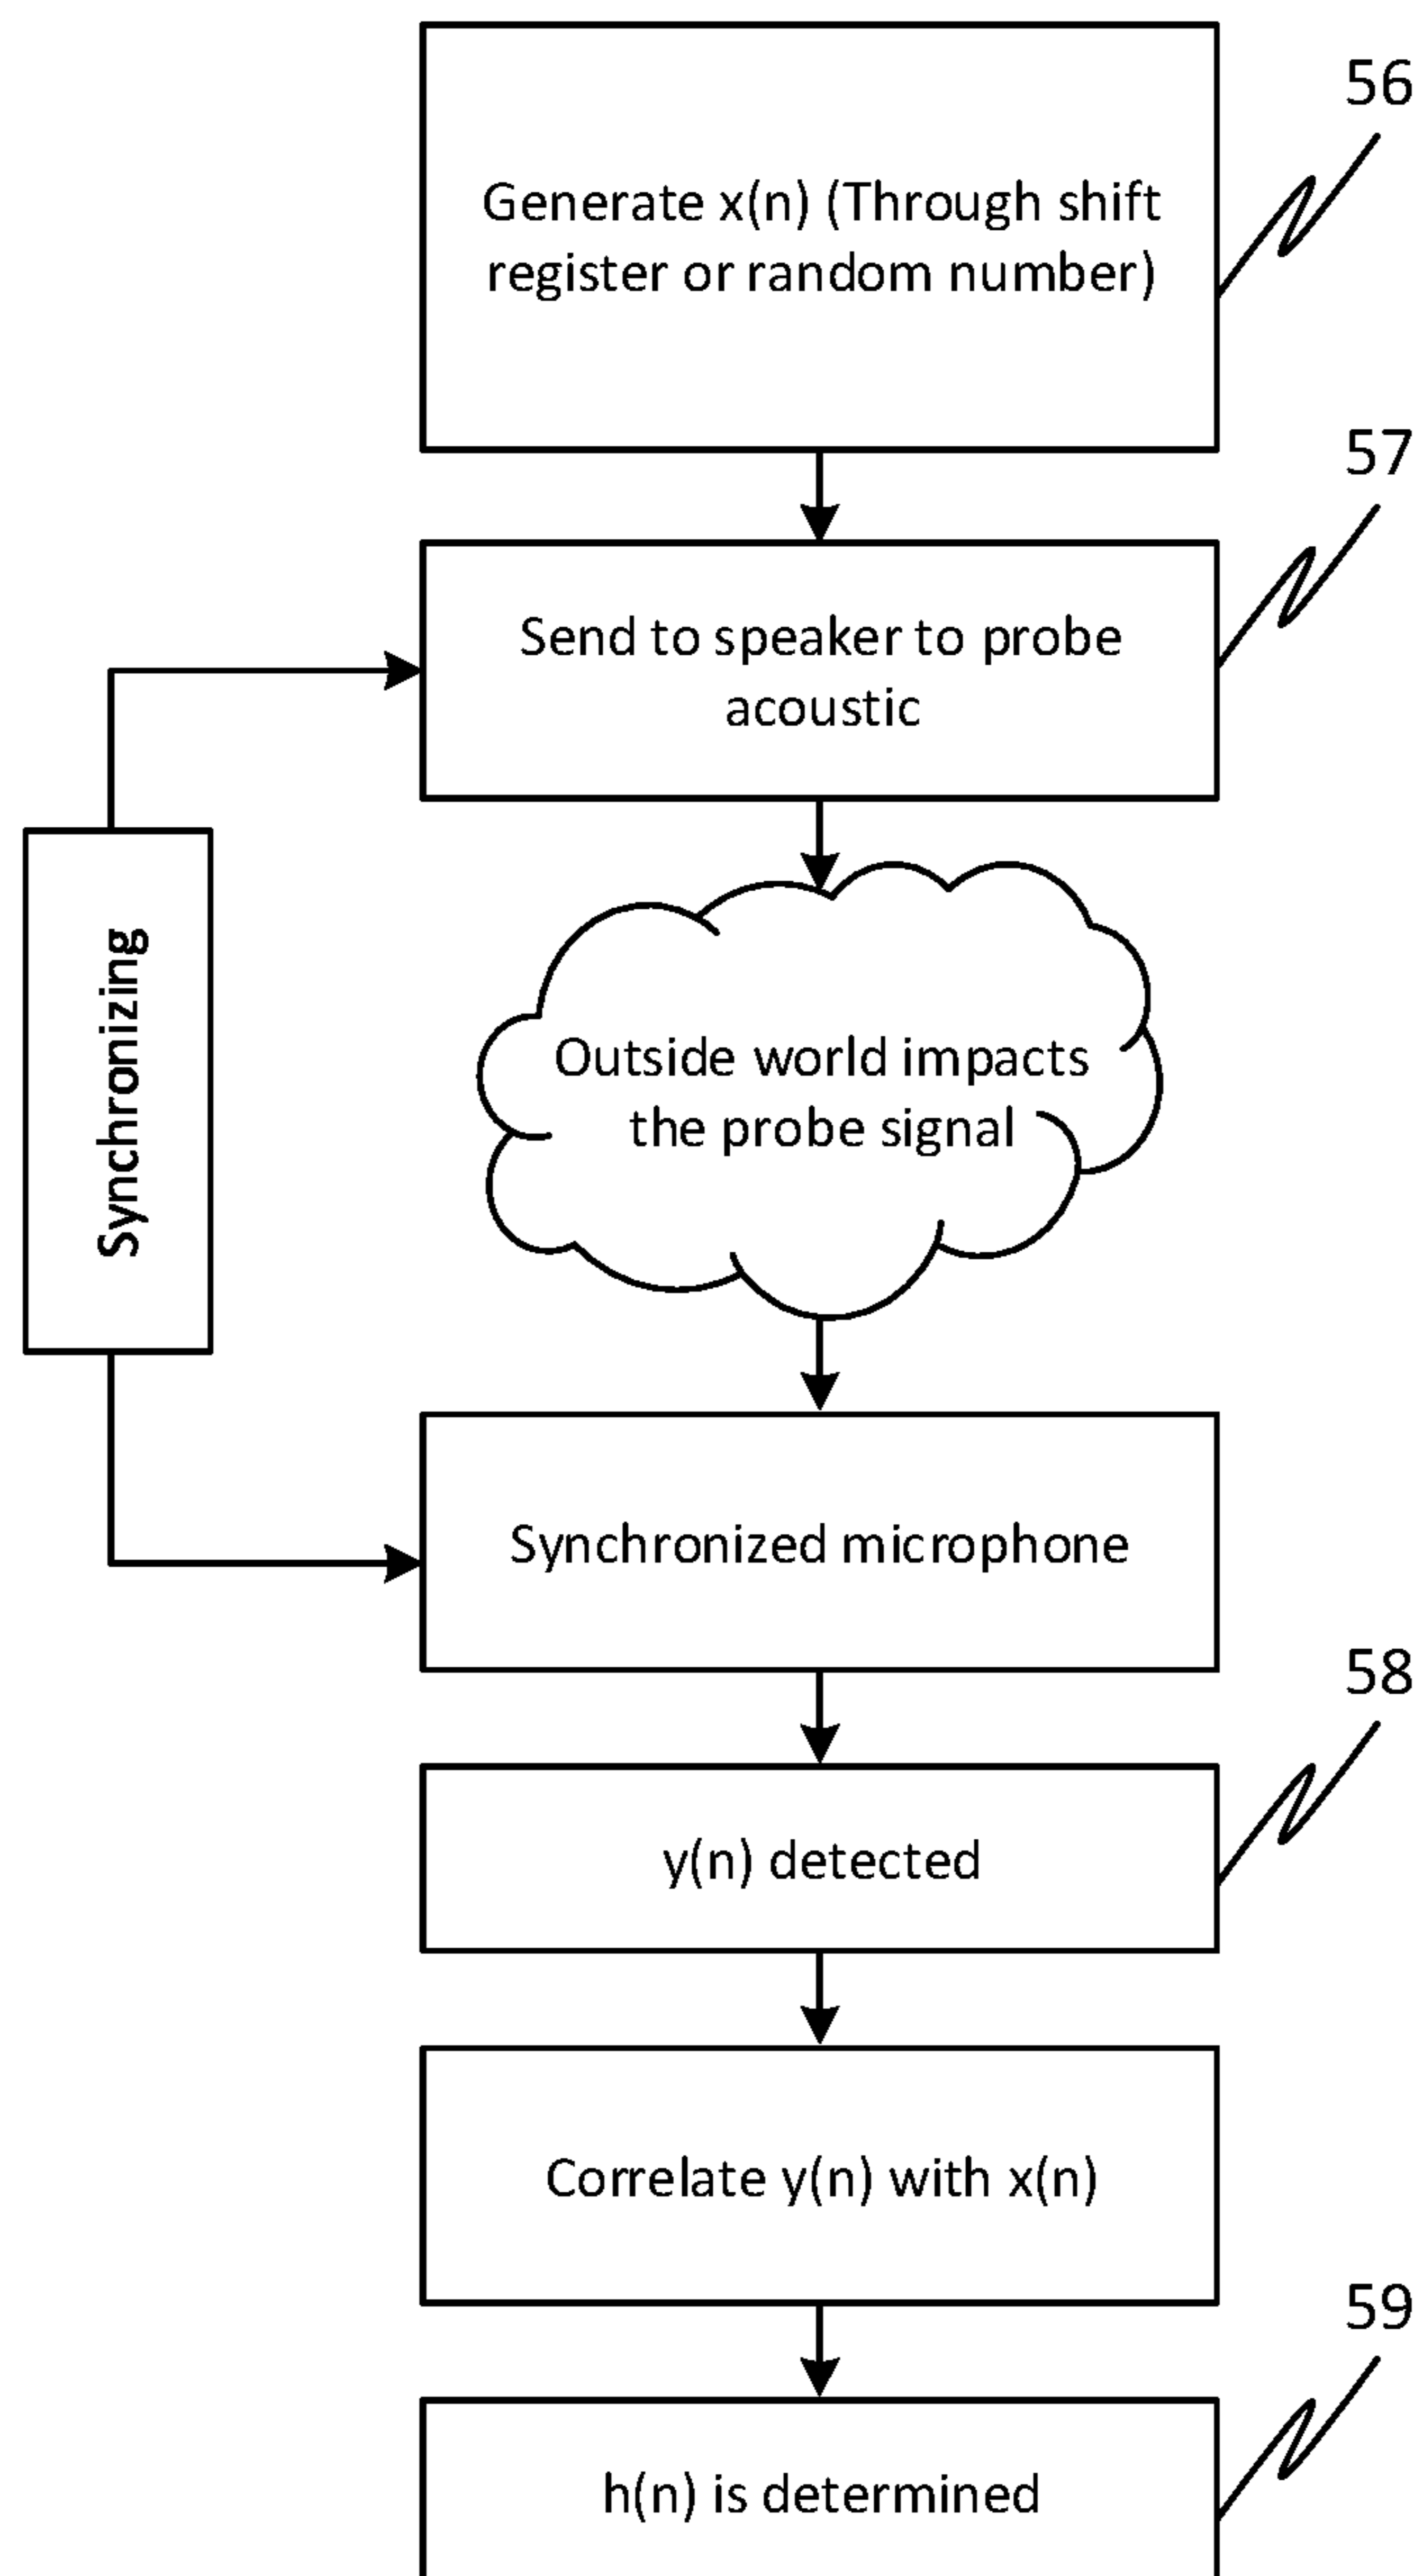 56
Generate x(n) (Through shift
register or random number)
57
Send to speaker to probe
acoustic
Synchronizing
Outside world impacts
the probe signal
Synchronized microphone
58
y(n) detected
Correlate y(n) with x(n)
59
h(n) is determined